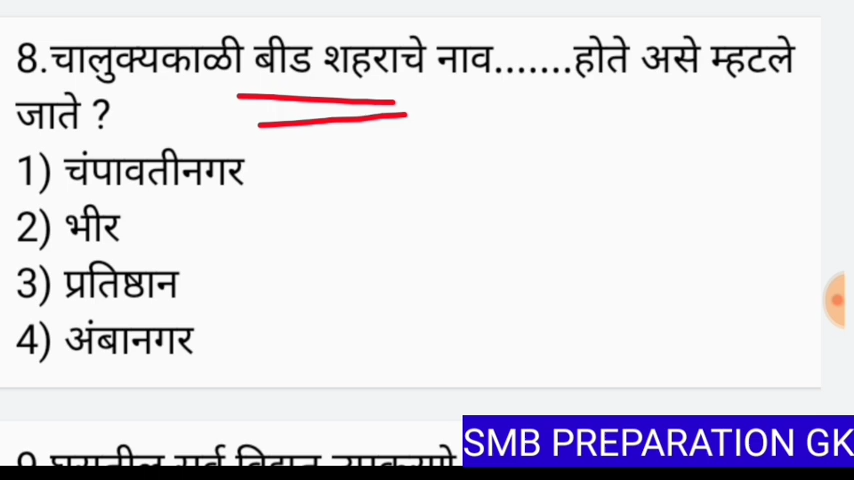 8.चालुक्यकाळी बीड शहराचे नाव.......होते असे म्हटले
जाते ?
1) चंपावतीनगर
2) भीर
3) प्रतिष्ठान
4) अंबानगर
SMB PREPARATION GK